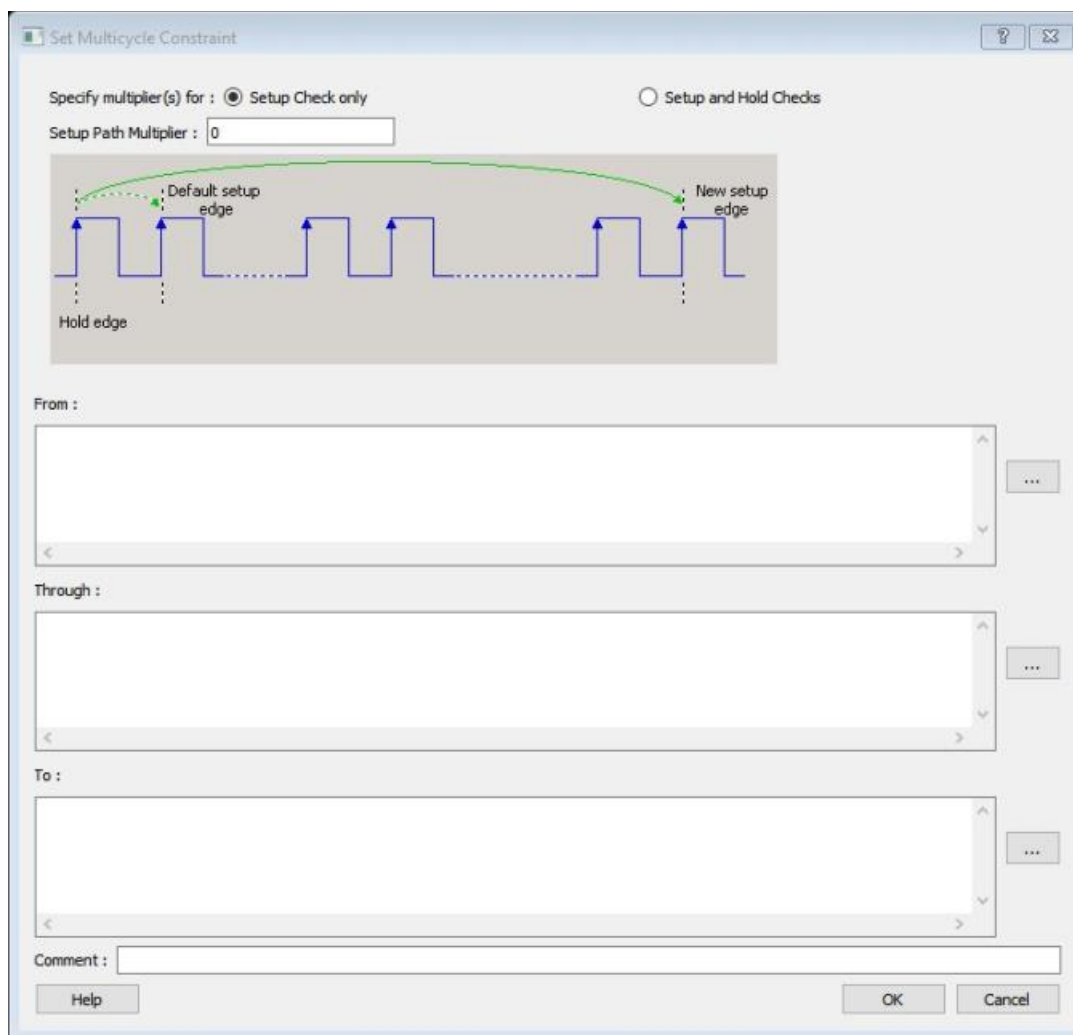 Set Multicycle Constraint
Specify multiplier(s) for : Setup Check only Setup and Hold Checks
Setup Path Multiplier : 0
Default setup
edge
New setup
edge
Hold edge
From :
...
Through :
...
To :
...
Comment :
Help OK Cancel